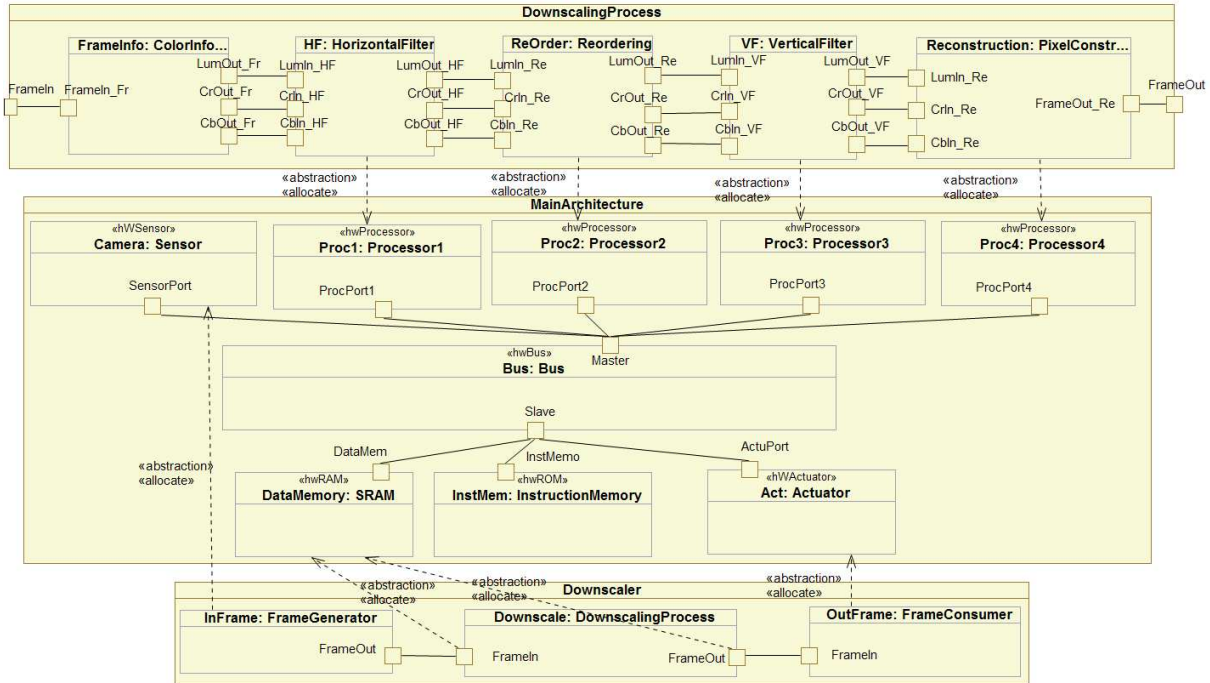 DownscalingProcess
FrameInfo: ColorInfo...
HF: HorizontalFilter
ReOrder: Reordering
VF: VerticalFilter
Reconstruction: PixelConstr...
LumOut_Fr
LumIn_HF
LumOut_HF
LumIn_Re
LumOut_Re
LumIn_VF
LumOut_VF
LumIn_Re
FrameIn
FrameIn_Fr
CrOut_Fr
CrIn_HF
CrOut_HF
CrIn_Re
CrOut_Re
CrIn_VF
CrOut_VF
CrIn_Re
FrameOut_Re
FrameOut
CbOut_Fr
CbIn_HF
CbOut_HF
CbIn_Re
CbOut_Re
CbIn_VF
CbOut_VF
CbIn_Re
«abstraction»
«allocate»
«abstraction»
«allocate»
«abstraction»
«allocate»
«abstraction»
«allocate»
MainArchitecture
«hWSensor»
Camera: Sensor
«hwProcessor»
Proc1: Processor1
«hwProcessor»
Proc2: Processor2
«hwProcessor»
Proc3: Processor3
«hwProcessor»
Proc4: Processor4
SensorPort
ProcPort1
ProcPort2
ProcPort3
ProcPort4
«hwBus»
Master
Bus: Bus
Slave
DataMem
InstMemo
ActuPort
«abstraction»
«allocate»
«hwRAM»
DataMemory: SRAM
«hwROM»
InstMem: InstructionMemory
«hWActuator»
Act: Actuator
«abstraction»
«allocate»
«abstraction»
«allocate»
«abstraction»
«allocate»
Downscaler
InFrame: FrameGenerator
Downscale: DownscalingProcess
OutFrame: FrameConsumer
FrameOut
FrameIn
FrameOut
FrameIn